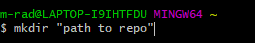 m-rad@LAPTOP-I9IHTFDU MINGW64 ~
$ mkdir "path to repo"